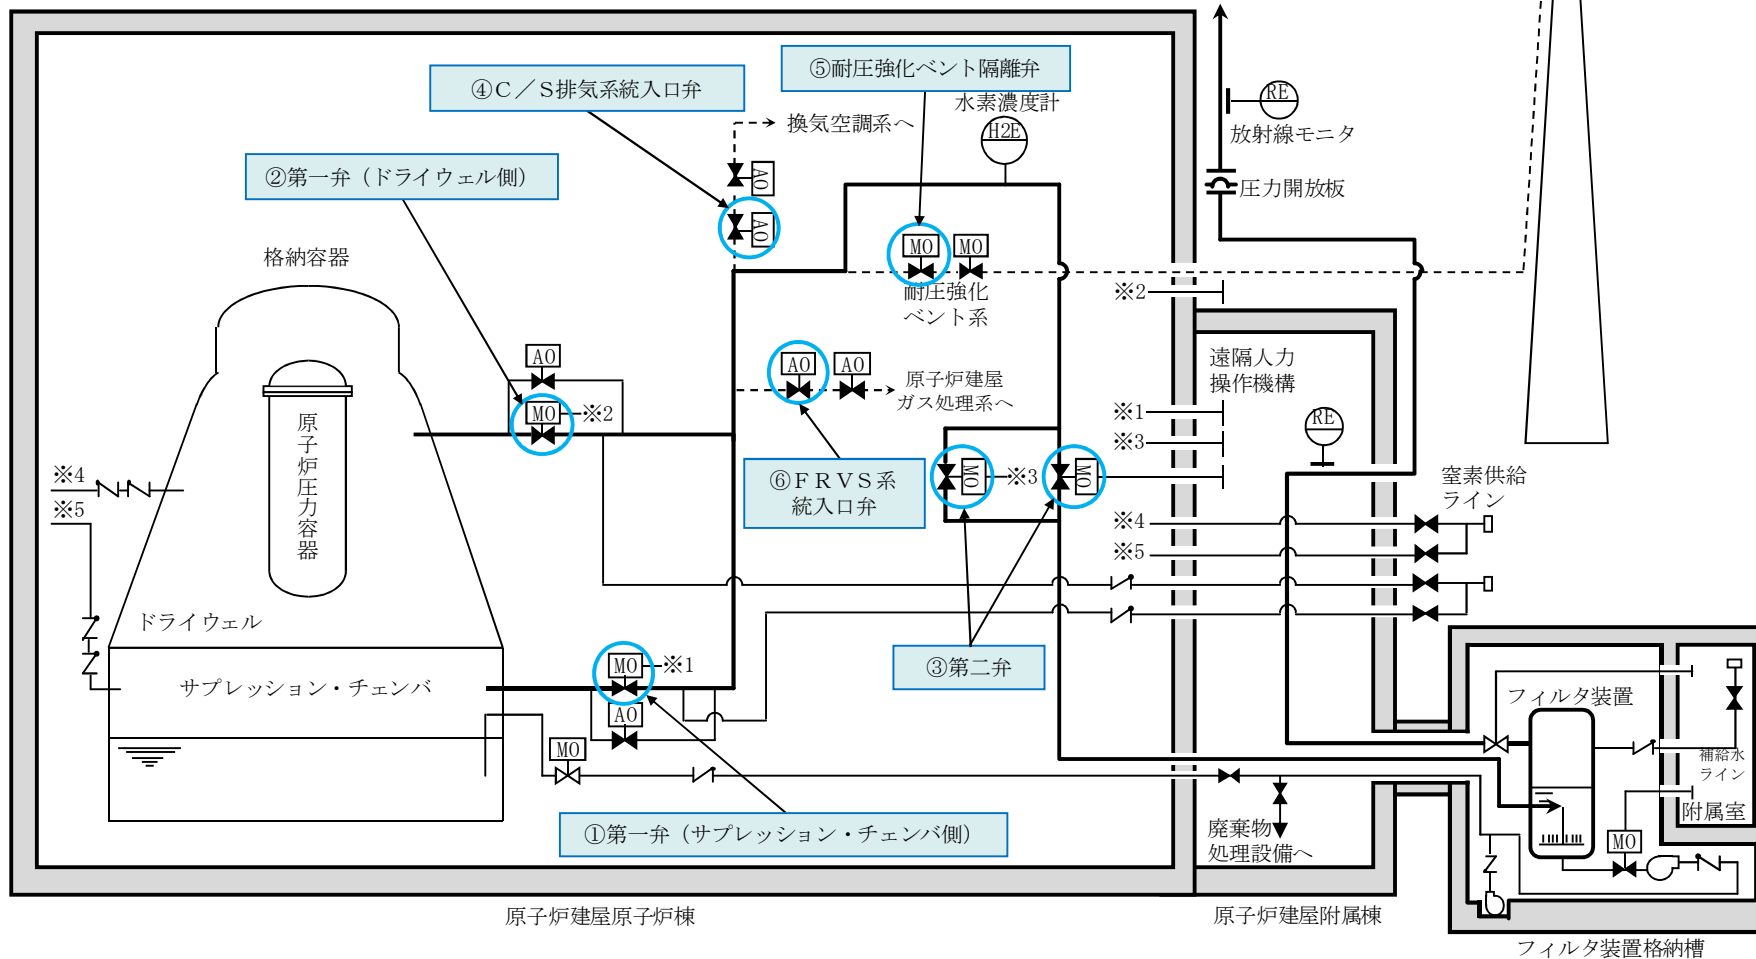 ⑤耐圧強化ベント隔離弁
④C／S排気系統入口弁
水素濃度計
H2E
RE
放射線モニタ
換気空調系へ
②第一弁（ドライウェル側）
AO
AO
圧力開放板
格納容器
MO
MO
耐圧強化
ベント系
※2
遠隔人力
操作機構
AO
MO
※2
AO
AO
原子炉建屋
ガス処理系へ
※1
※3
RE
原子炉圧力容器
※4
※5
⑥FRVS系
統入口弁
MO
※3
MO
窒素供給
ライン
※4
※5
ドライウェル
サプレッション・チェンバ
MO
※1
AO
③第二弁
フィルタ装置
MO
補給水
ライン
附属室
①第一弁（サプレッション・チェンバ側）
廃棄物
処理設備へ
MO
原子炉建屋原子炉棟
原子炉建屋附属棟
フィルタ装置格納槽